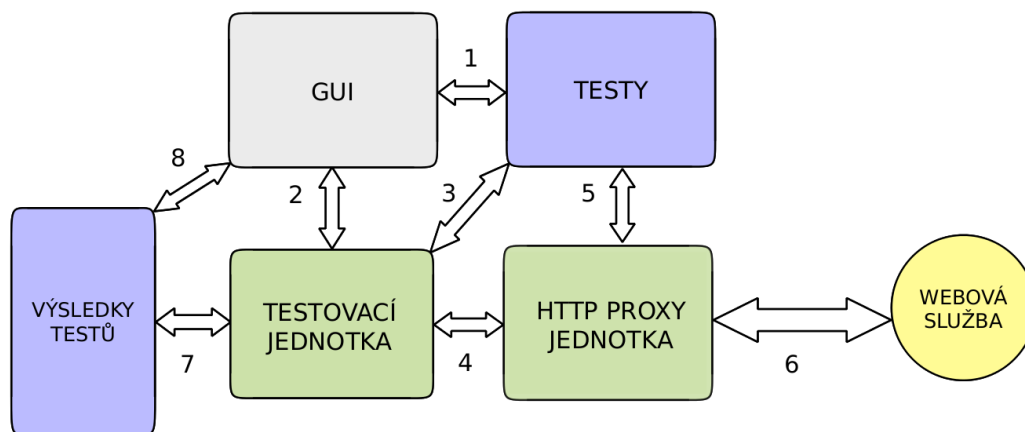 GUI
1
TESTY
8
2
3
5
VÝSLEDKY
TESTŮ
7
TESTOVACÍ
JEDNOTKA
4
HTTP PROXY
JEDNOTKA
6
WEBOVÁ
SLUŽBA